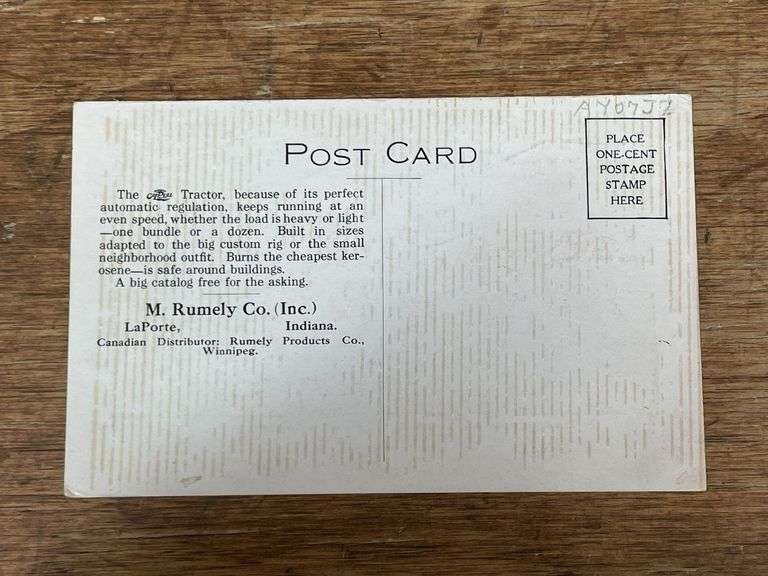 AY67J7
POST CARD
PLACE
ONE-CENT
POSTAGE
STAMP
HERE
The Tractor, because of its perfect
automatic regulation, keeps running at an
even speed, whether the load is heavy or light
—one bundle or a dozen. Built in sizes
adapted to the big custom rig or the small
neighborhood outfit. Burns the cheapest ker-
osene—is safe around buildings.
A big catalog free for the asking.
M. Rumely Co. (Inc.)
LaPorte, Indiana.
Canadian Distributor: Rumely Products Co.,
Winnipeg.